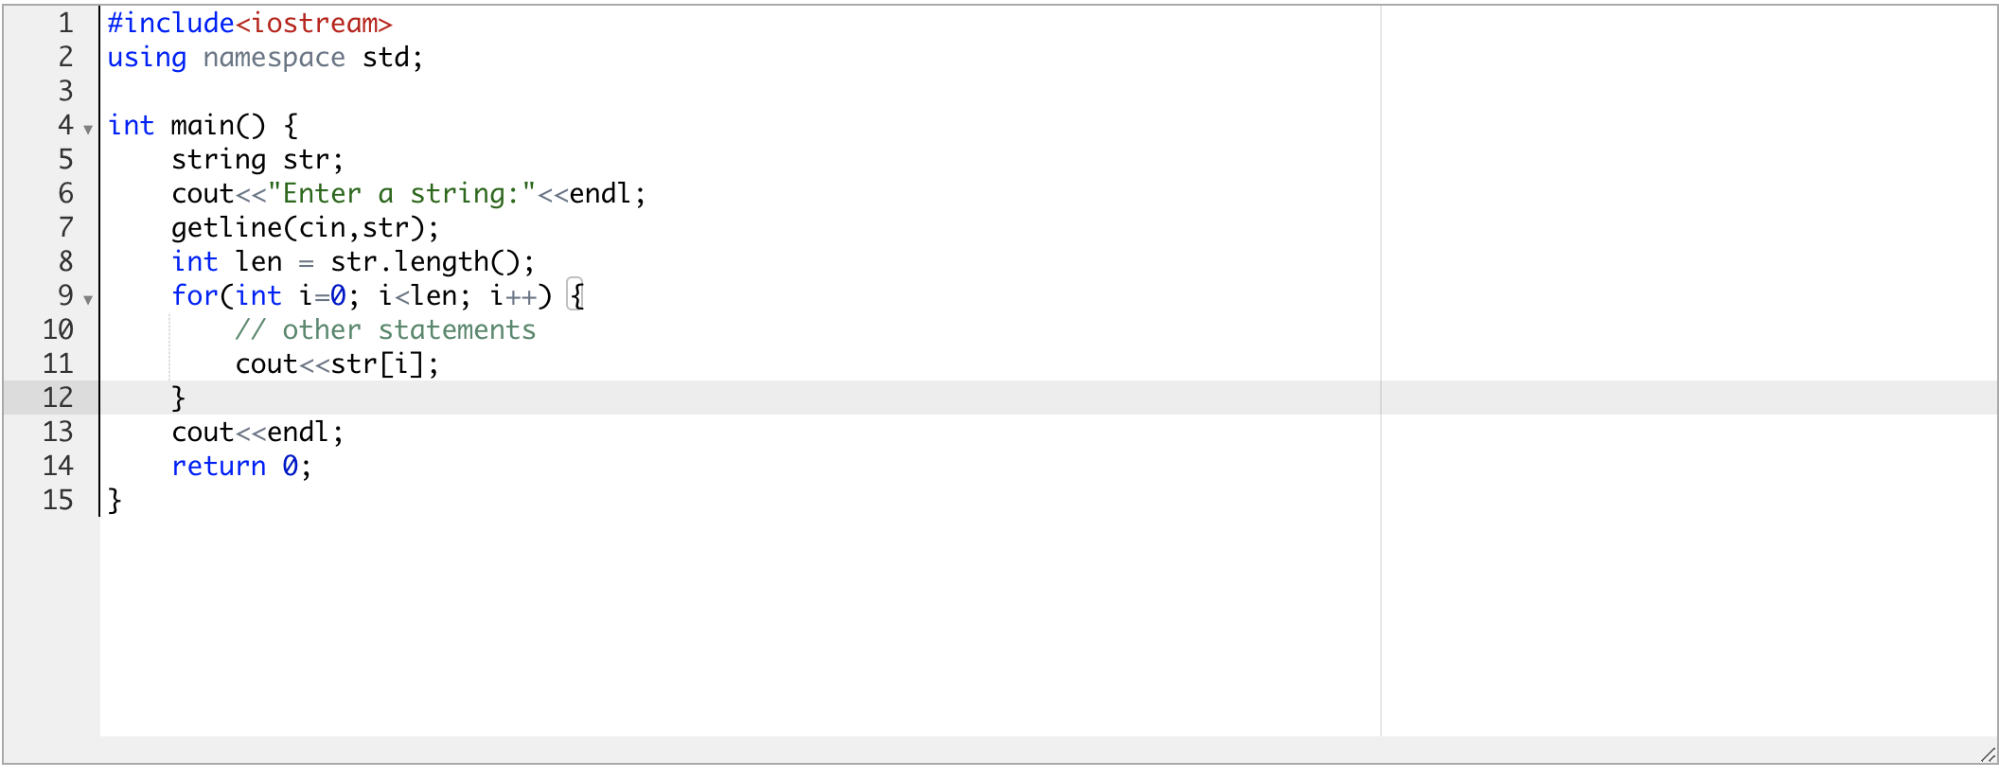 1 #include<iostream>
2 using namespace std;
3
4 int main() {
5     string str;
6     cout<<"Enter a string:"<<endl;
7     getline(cin,str);
8     int len = str.length();
9     for(int i=0; i<len; i++) {
10         // other statements
11         cout<<str[i];
12     }
13     cout<<endl;
14     return 0;
15 }